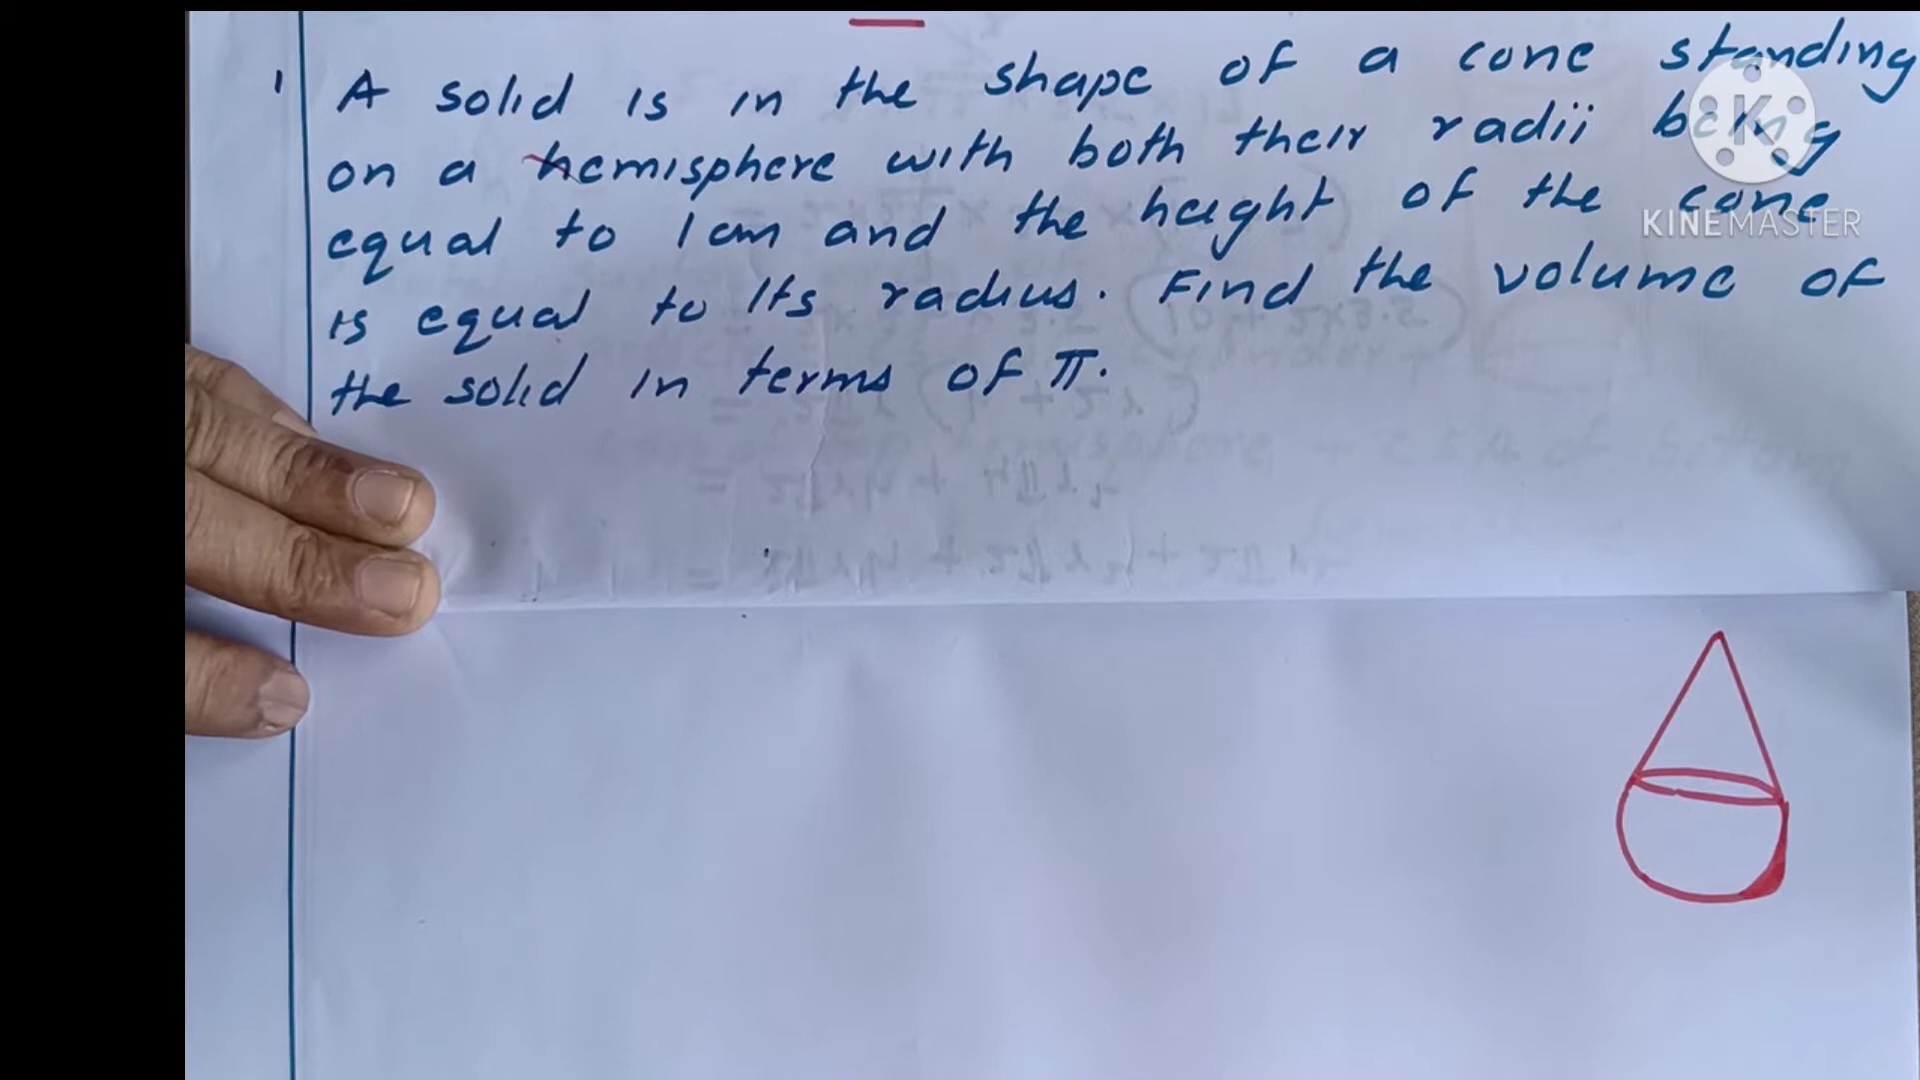 1 A solid is in the shape of a cone standing
on a hemisphere with both their radii being
equal to 1 cm and the height of the cone
KINEMASTER
is equal to its radius. Find the volume of
the solid in terms of π.